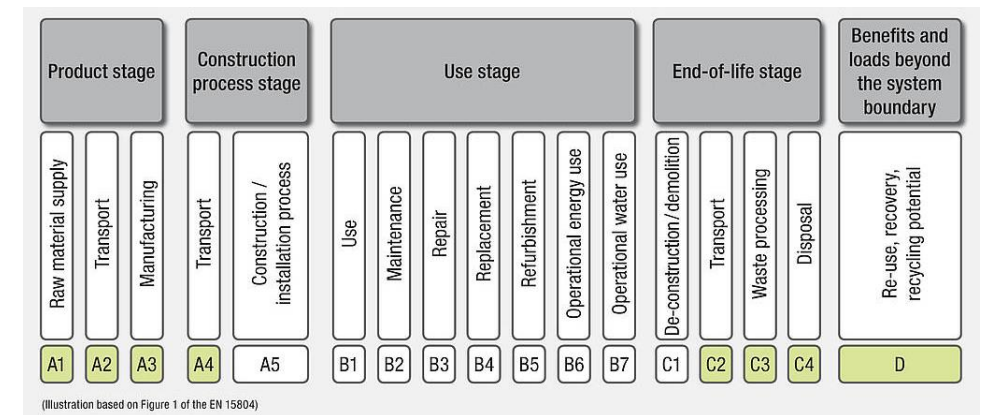 Product stage
Construction
process stage
Use stage
End-of-life stage
Benefits and
loads beyond
the system
boundary
Raw material supply
Transport
Manufacturing
Transport
Construction /
installation process
Use
Maintenance
Repair
Replacement
Refurbishment
Operational energy use
Operational water use
De-construction/demolition
Transport
Waste processing
Disposal
Re-use, recovery,
recycling potential
A1
A2
A3
A4
A5
B1
B2
B3
B4
B5
B6
B7
C1
C2
C3
C4
D
(Illustration based on Figure 1 of the EN 15804)